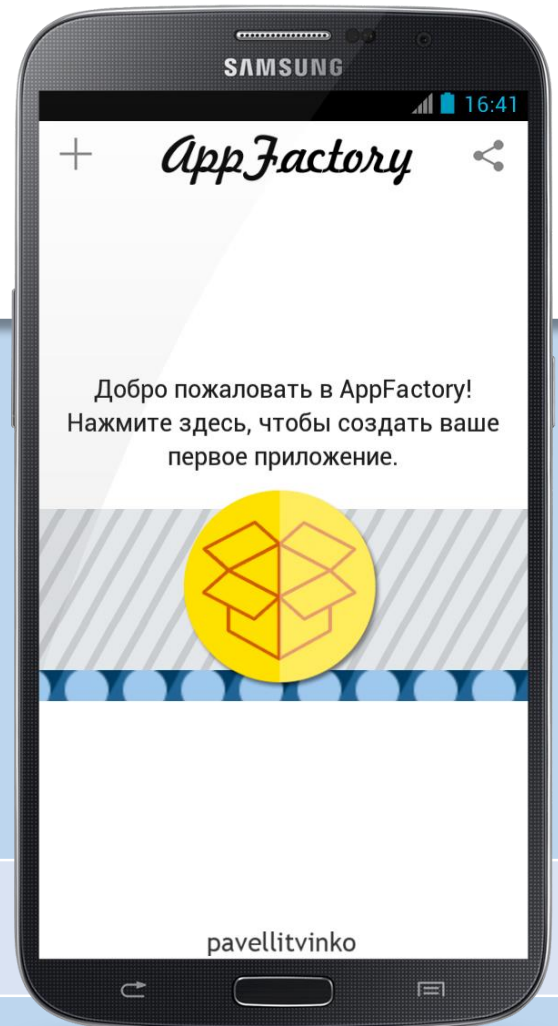 SAMSUNG
16:41
AppFactory
Добро пожаловать в AppFactory!
Нажмите здесь, чтобы создать ваше
первое приложение.
pavellitvinko